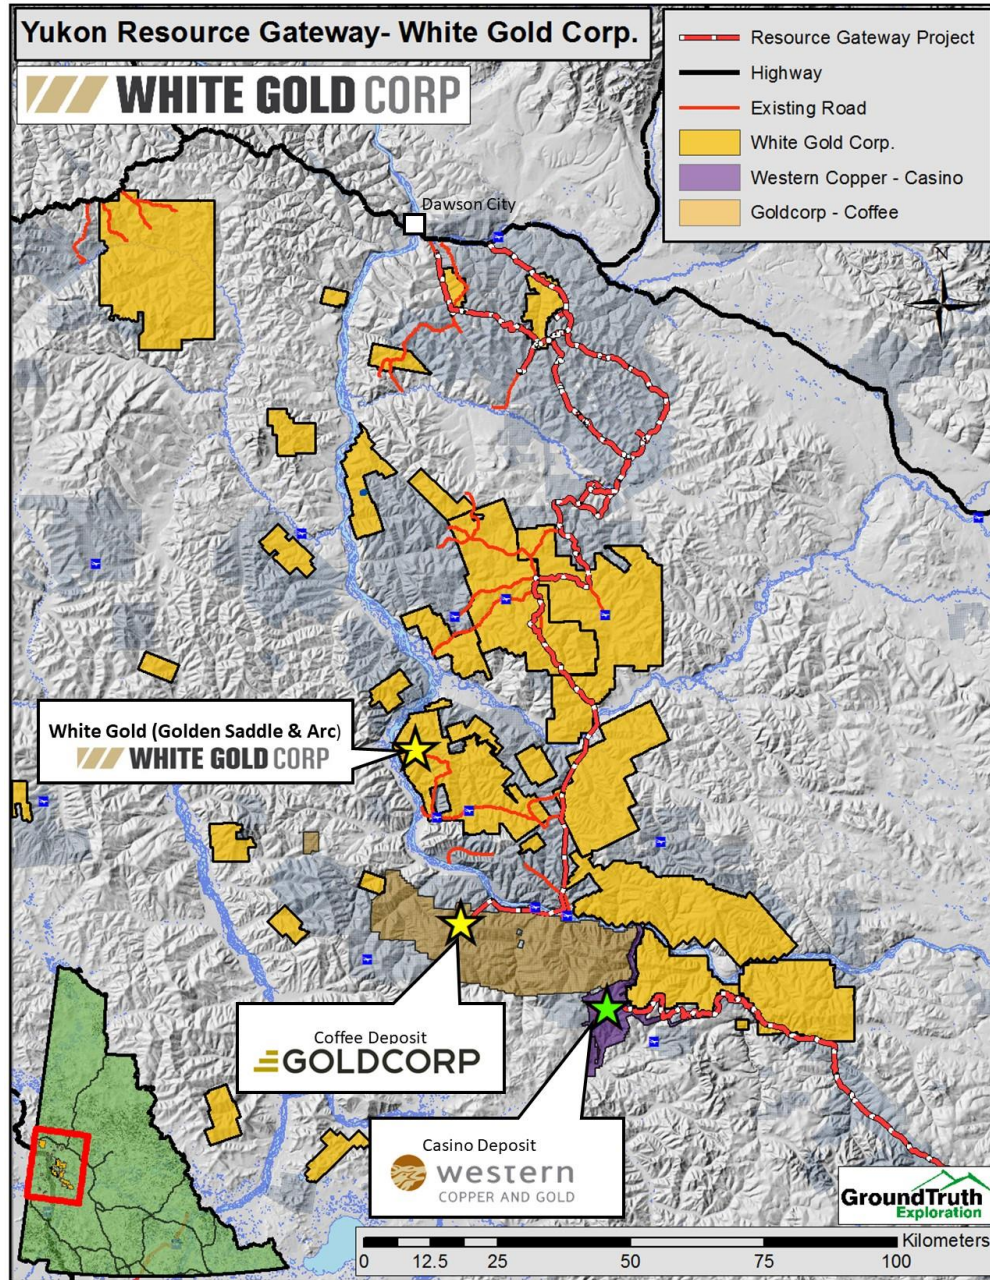 Yukon Resource Gateway- White Gold Corp.
WHITE GOLD CORP
Resource Gateway Project
Highway
Existing Road
White Gold Corp.
Western Copper - Casino
Goldcorp - Coffee
Dawson City
N
White Gold (Golden Saddle & Arc)
WHITE GOLD CORP
Coffee Deposit
GOLDCORP
Casino Deposit
western
COPPER AND GOLD
GroundTruth
Exploration
Kilometers
0 12.5 25 50 75 100